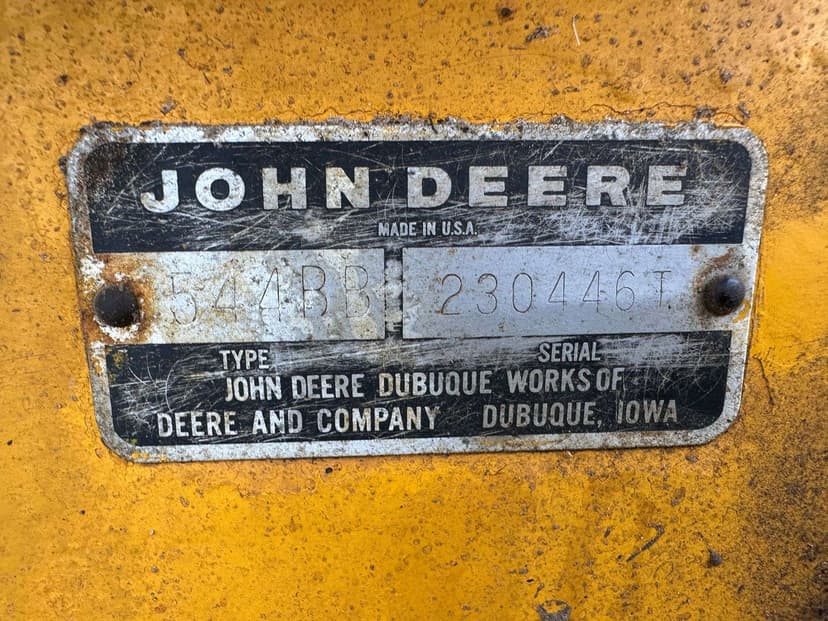 JOHN DEERE
MADE IN U.S.A.
544BB 230446T
TYPE SERIAL
JOHN DEERE DUBUQUE WORKS OF
DEERE AND COMPANY DUBUQUE, IOWA